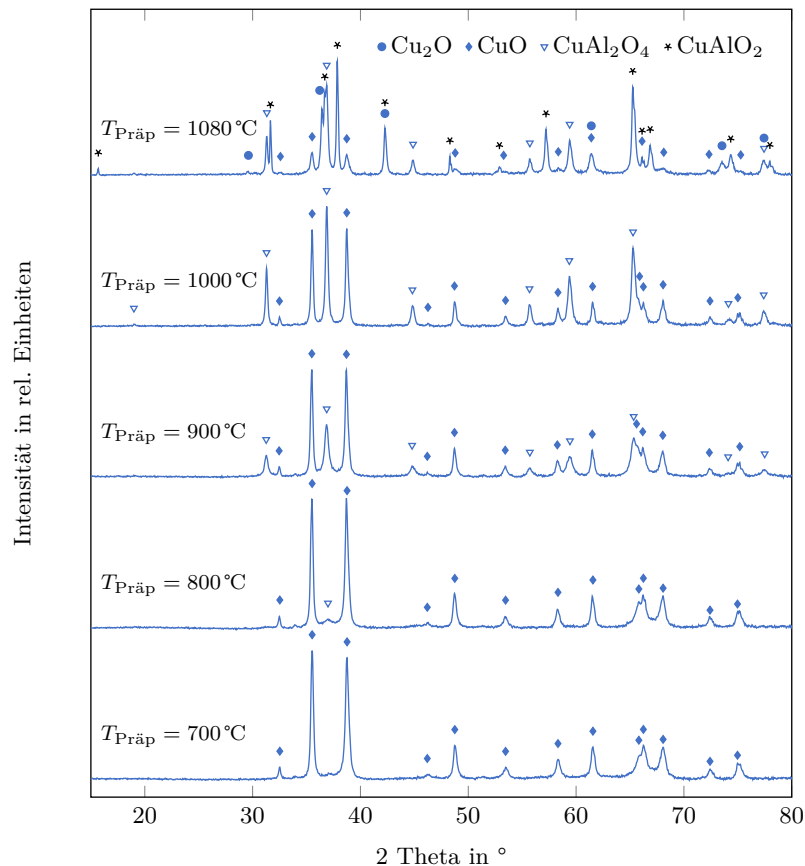 Cu₂O CuO CuAl₂O₄ CuAlO₂
T_Präp = 1080 °C
T_Präp = 1000 °C
T_Präp = 900 °C
T_Präp = 800 °C
T_Präp = 700 °C
Intensität in rel. Einheiten
20 30 40 50 60 70 80
2 Theta in °